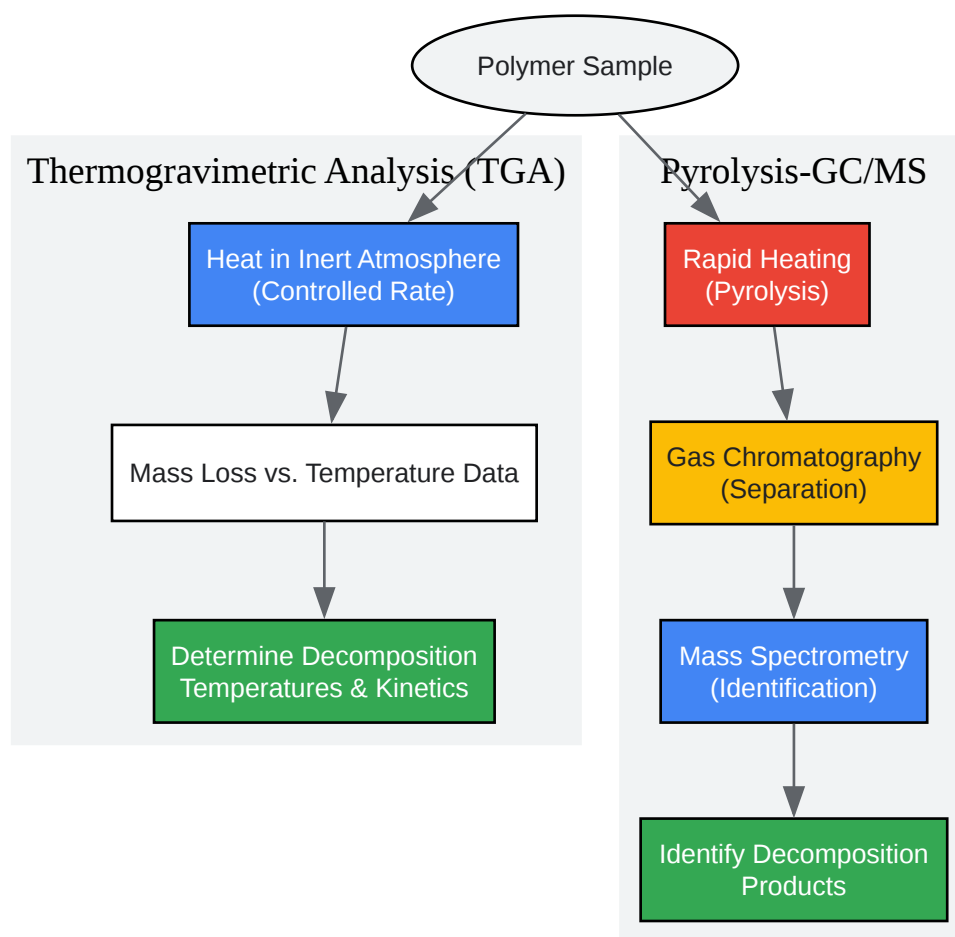 Polymer Sample
Thermogravimetric Analysis (TGA)
Heat in Inert Atmosphere
(Controlled Rate)
Mass Loss vs. Temperature Data
Determine Decomposition
Temperatures & Kinetics
Pyrolysis-GC/MS
Rapid Heating
(Pyrolysis)
Gas Chromatography
(Separation)
Mass Spectrometry
(Identification)
Identify Decomposition
Products